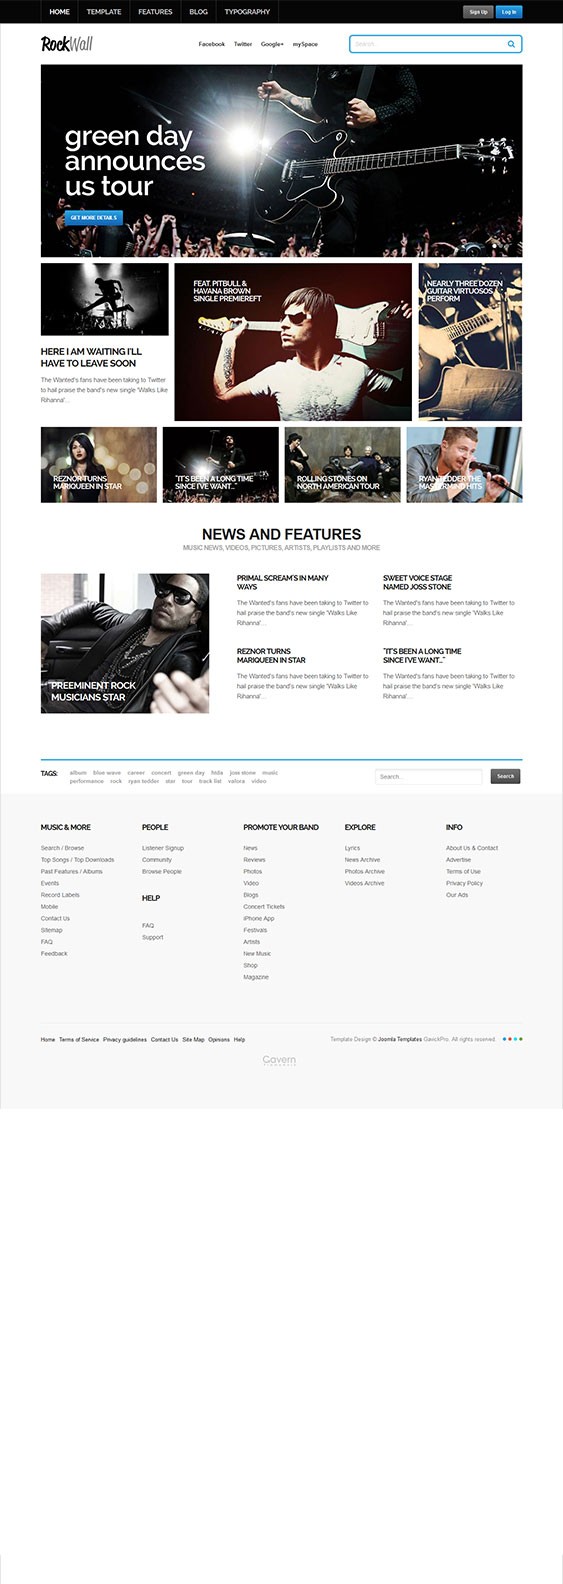 HOME TEMPLATE FEATURES BLOG TYPOGRAPHY Sign Up Log In
RockWall
Facebook Twitter Google+ mySpace
Search
green day
announces
us tour
GET MORE DETAILS
HERE I AM WAITING I'LL
HAVE TO LEAVE SOON
The Wanted's fans have been taking to Twitter
to hail praise the band's new single 'Walks Like
Rihanna'...
FEAT. PITBULL &
HAVANA BROWN
SINGLE PREMIEREFT
NEARLY THREE DOZEN
GUITAR VIRTUOSOS
PERFORM
REZNOR TURNS
MARIQUEEN IN STAR
"IT'S BEEN A LONG TIME
SINCE I'VE WANT..."
ROLLING STONES ON
NORTH AMERICAN TOUR
RYAN TEDDER THE
MASTERMIND HITS
NEWS AND FEATURES
MUSIC NEWS, VIDEOS, PICTURES, ARTISTS, PLAYLISTS AND MORE
PREEMINENT ROCK
MUSICIANS STAR
PRIMAL SCREAM'S IN MANY
WAYS
The Wanted's fans have been taking to Twitter to
hail praise the band's new single 'Walks Like
Rihanna'...
SWEET VOICE STAGE
NAMED JOSS STONE
The Wanted's fans have been taking to Twitter to
hail praise the band's new single 'Walks Like
Rihanna'...
REZNOR TURNS
MARIQUEEN IN STAR
The Wanted's fans have been taking to Twitter to
hail praise the band's new single 'Walks Like
Rihanna'...
"IT'S BEEN A LONG TIME
SINCE I'VE WANT..."
The Wanted's fans have been taking to Twitter to
hail praise the band's new single 'Walks Like
Rihanna'...
TAGS: album blue wave career concert green day joss stone music
performance rock ryan tedder star tour track list valora video
Search...
Search
MUSIC & MORE
Search / Browse
Top Songs / Top Downloads
Past Features / Albums
Events
Record Labels
Mobile
Contact Us
Sitemap
FAQ
Feedback
PEOPLE
Listener Signup
Community
Browse People
HELP
FAQ
Support
PROMOTE YOUR BAND
News
Reviews
Photos
Video
Blogs
Concert Tickets
iPhone App
Festivals
Artists
New Music
Shop
Magazine
EXPLORE
Lyrics
News Archive
Photos Archive
Videos Archive
INFO
About Us & Contact
Advertise
Terms of Use
Privacy Policy
Our Ads
Home Terms of Service Privacy guidelines Contact Us Site Map Opinions Help
Template Design © Joomla Templates GavickPro. All rights reserved.
Gavern